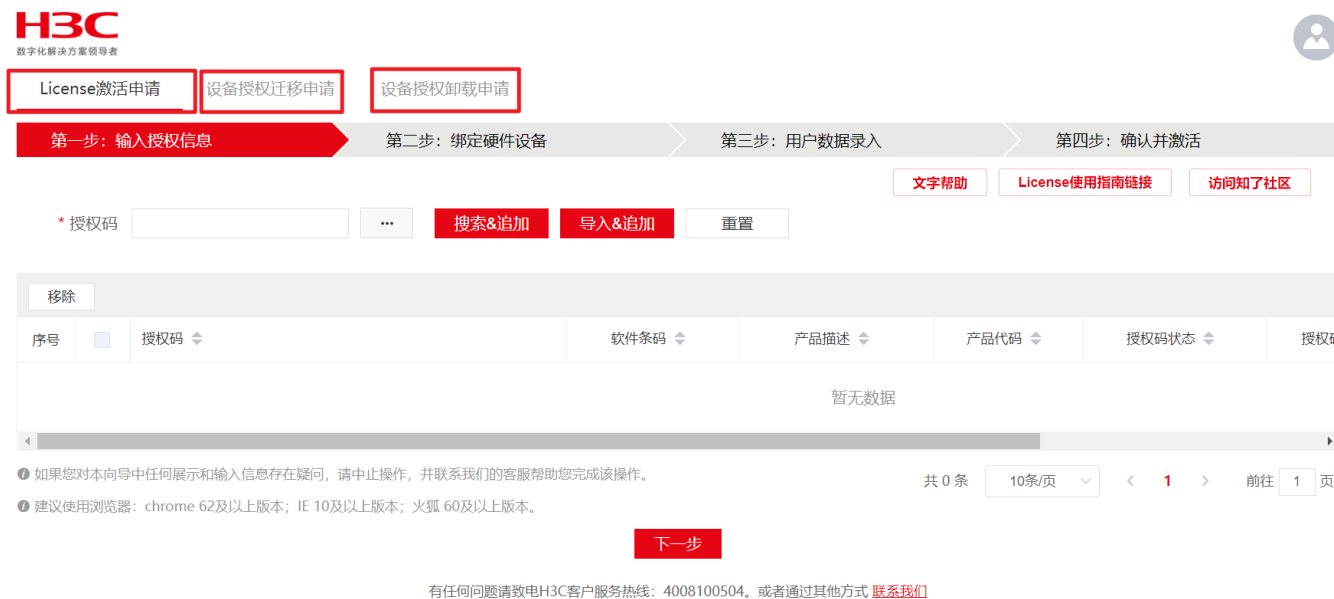 H3C
数字化解决方案领导者
License激活申请 设备授权迁移申请 设备授权卸载申请
第一步：输入授权信息 第二步：绑定硬件设备 第三步：用户数据录入 第四步：确认并激活
文字帮助 License使用指南链接 访问知了社区
* 授权码 ... 搜索&追加 导入&追加 重置
移除
序号 授权码 软件条码 产品描述 产品代码 授权码状态 授权码
暂无数据
如果您对本向导中任何展示和输入信息存在疑问，请中止操作，并联系我们的客服帮助您完成该操作。
共 0 条 10条/页 < 1 > 前往 1 页
建议使用浏览器：chrome 62及以上版本；IE 10及以上版本；火狐 60及以上版本。
下一步
有任何问题请致电H3C客户服务热线：4008100504。或者通过其他方式 联系我们